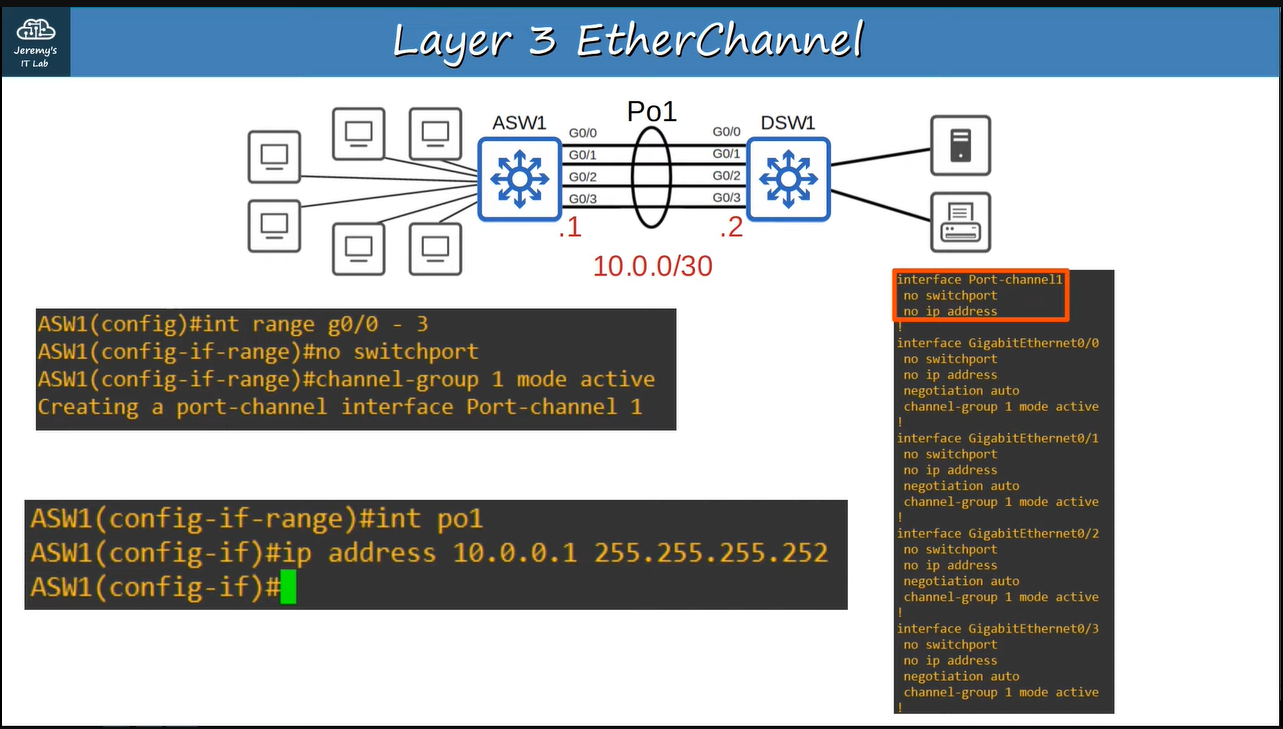 Jeremy's
IT Lab
Layer 3 EtherChannel
Po1
ASW1
DSW1
G0/0
G0/0
G0/1
G0/1
G0/2
G0/2
G0/3
G0/3
.1
.2
10.0.0/30
ASW1(config)#int range g0/0 - 3
ASW1(config-if-range)#no switchport
ASW1(config-if-range)#channel-group 1 mode active
Creating a port-channel interface Port-channel 1
ASW1(config-if-range)#int po1
ASW1(config-if)#ip address 10.0.0.1 255.255.255.252
ASW1(config-if)#
interface Port-channel1
no switchport
no ip address
!
interface GigabitEthernet0/0
no switchport
no ip address
negotiation auto
channel-group 1 mode active
!
interface GigabitEthernet0/1
no switchport
no ip address
negotiation auto
channel-group 1 mode active
!
interface GigabitEthernet0/2
no switchport
no ip address
negotiation auto
channel-group 1 mode active
!
interface GigabitEthernet0/3
no switchport
no ip address
negotiation auto
channel-group 1 mode active
!